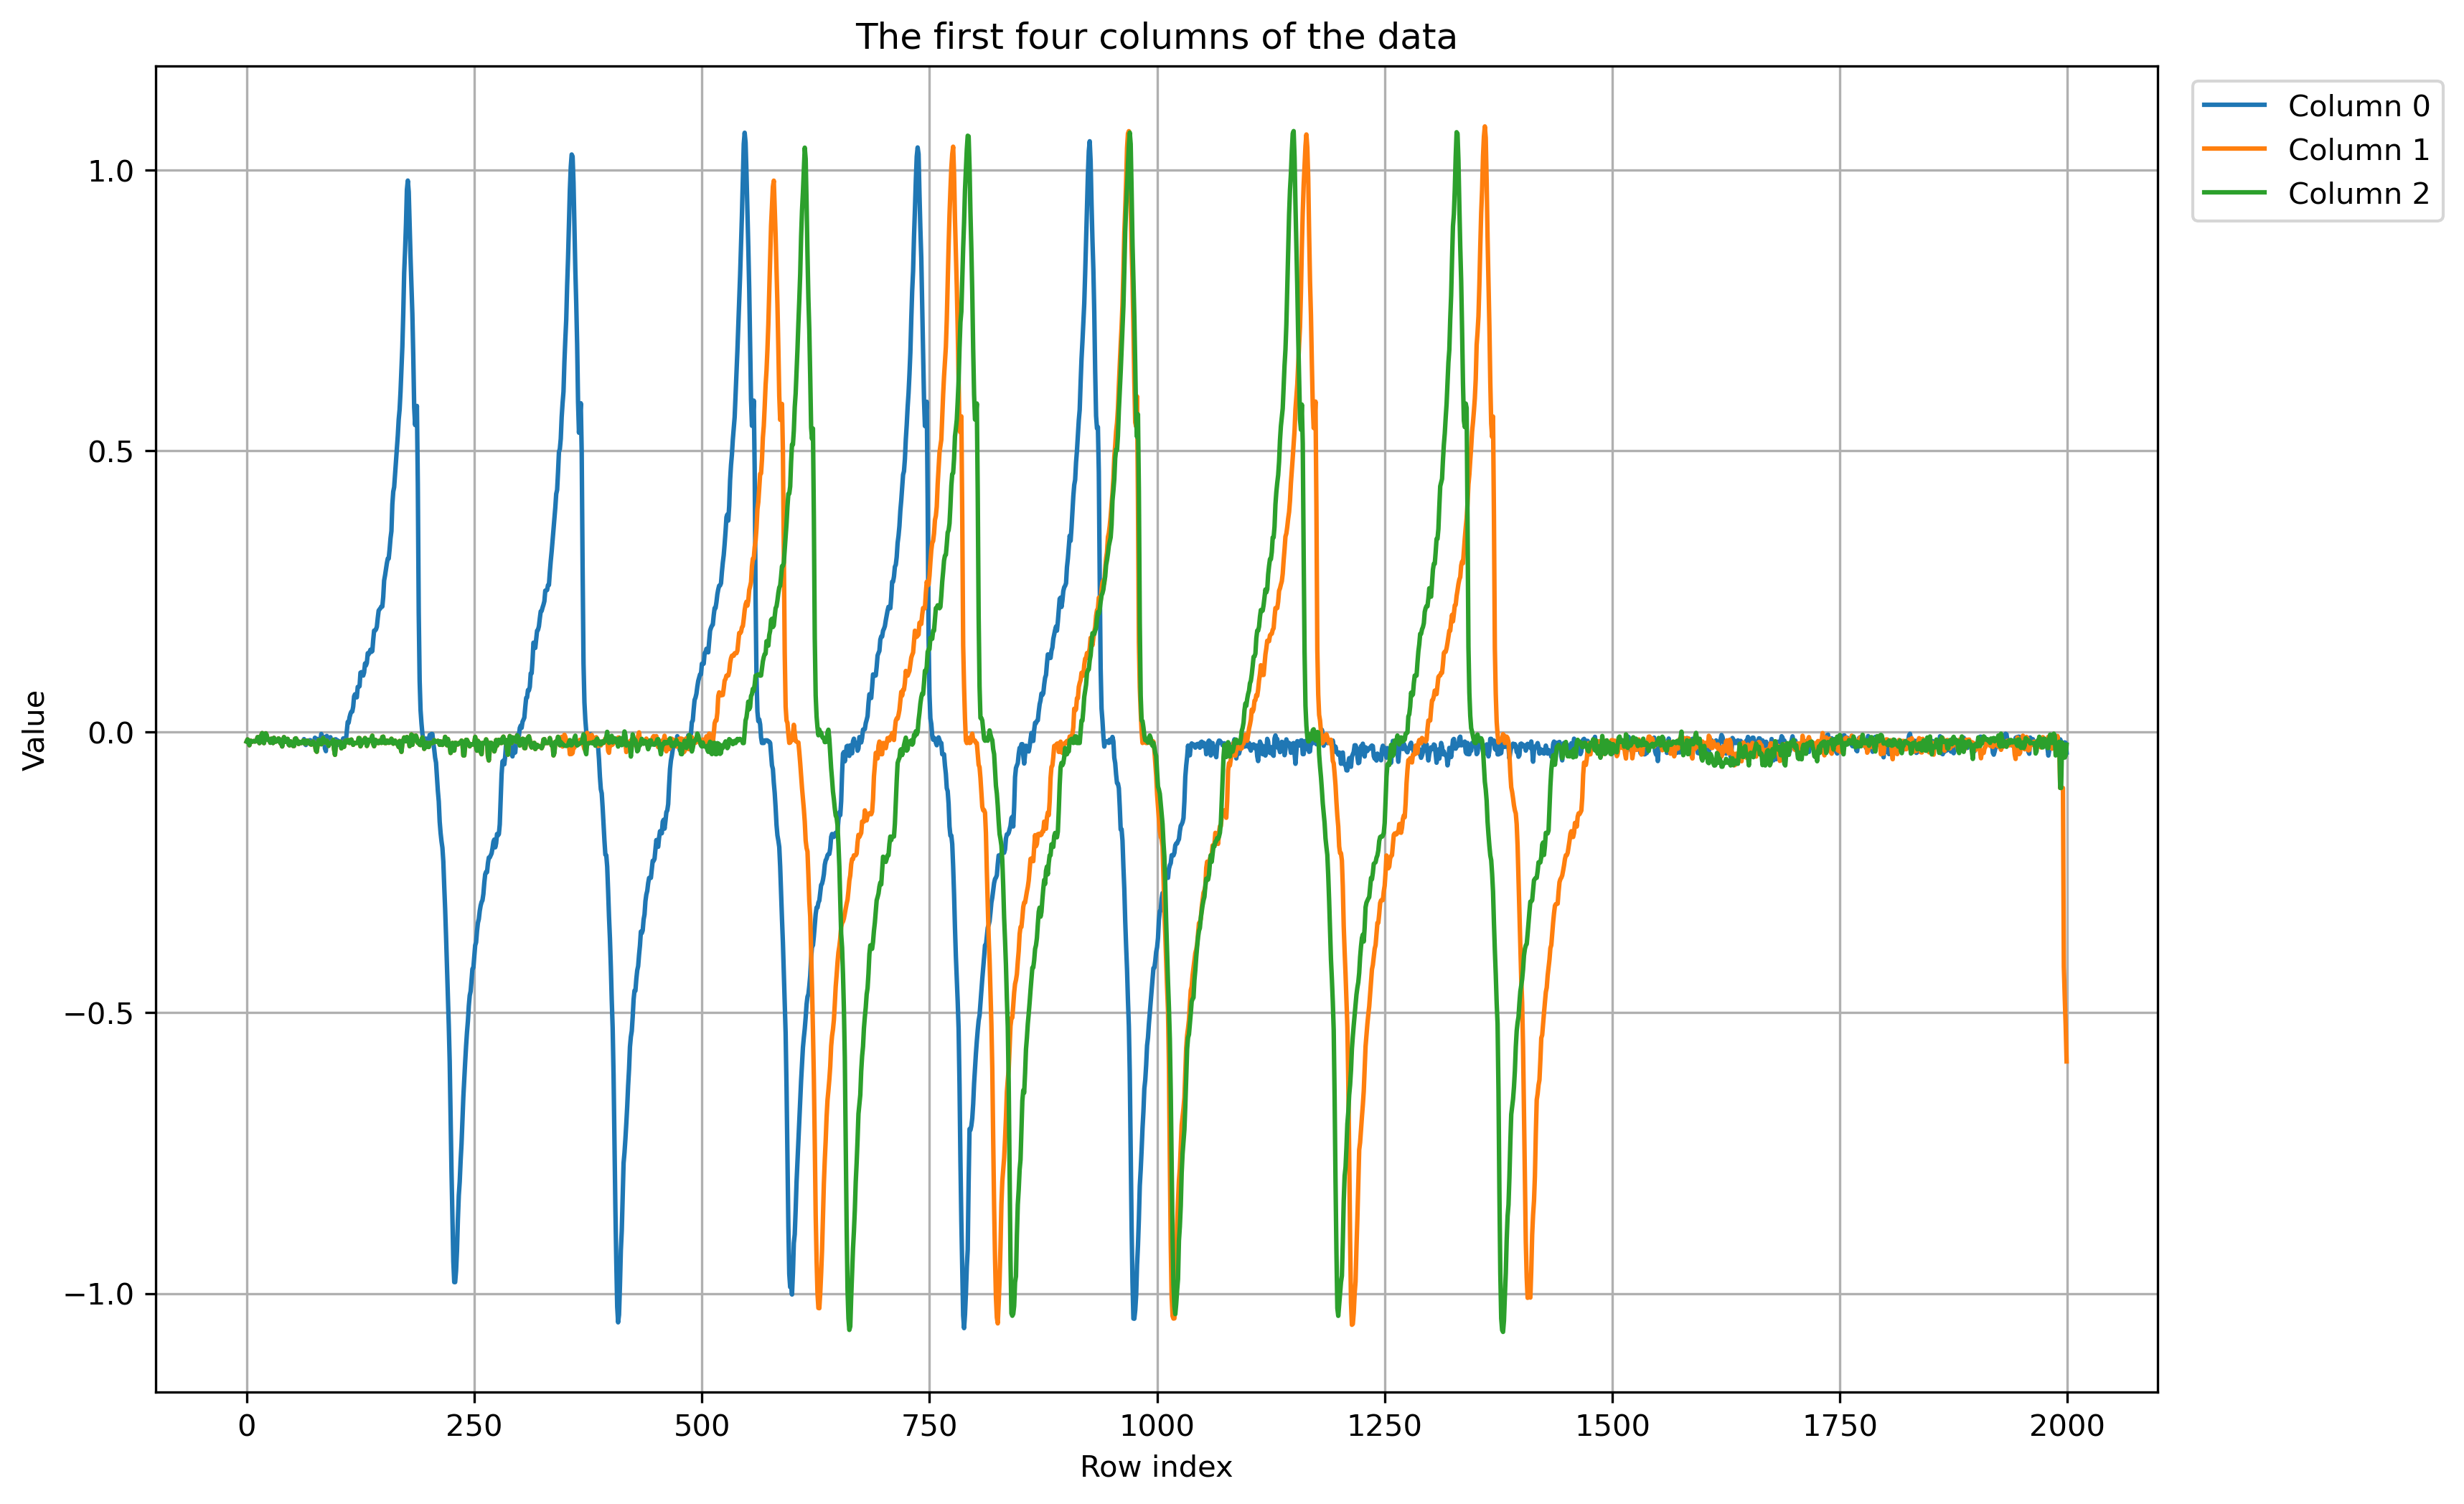 The first four columns of the data
Column 0
Column 1
Column 2
1.0
0.5
0.0
−0.5
−1.0
Value
0 250 500 750 1000 1250 1500 1750 2000
Row index